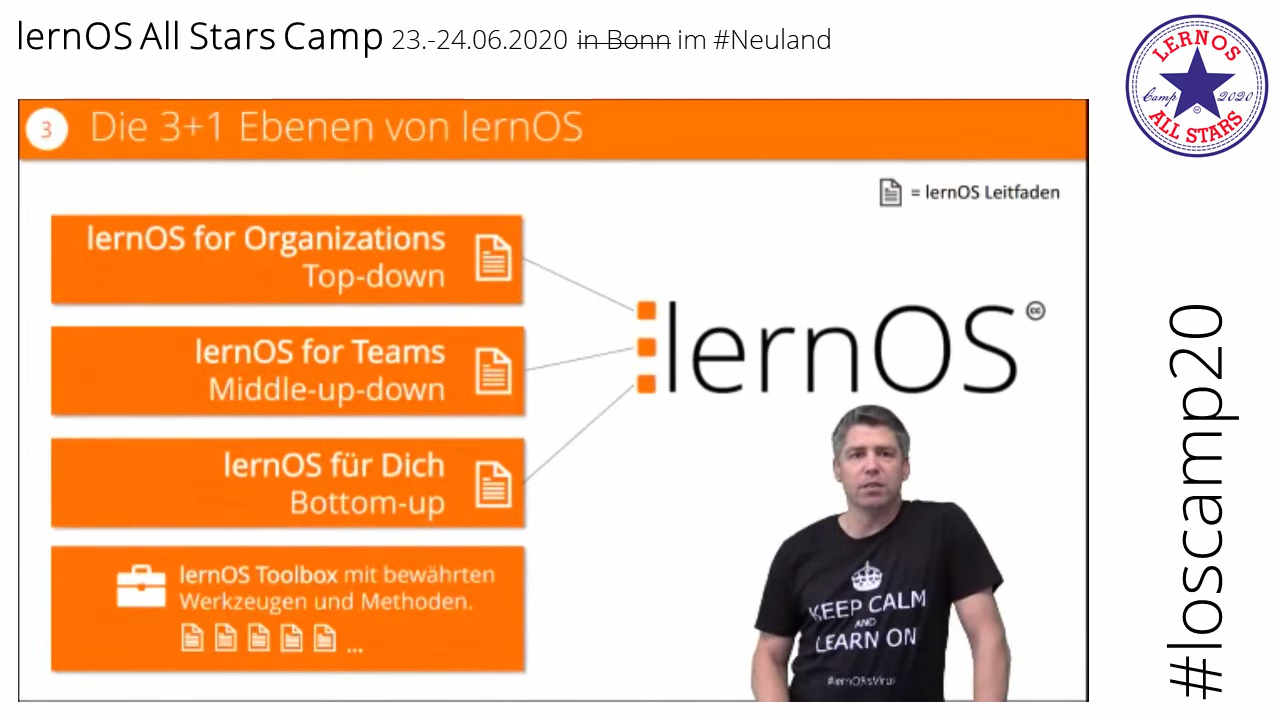 lernOS All Stars Camp 23.-24.06.2020 in Bonn im #Neuland
LERNOS
Camp 2020
ALL STARS
3 Die 3+1 Ebenen von lernOS
= lernOS Leitfaden
lernOS for Organizations
Top-down
lernOS for Teams
Middle-up-down
lernOS für Dich
Bottom-up
lernOS Toolbox mit bewährten
Werkzeugen und Methoden.
...
lernOS cc
KEEP CALM
AND
LEARN ON
#lernOSsVirus
#loscamp20